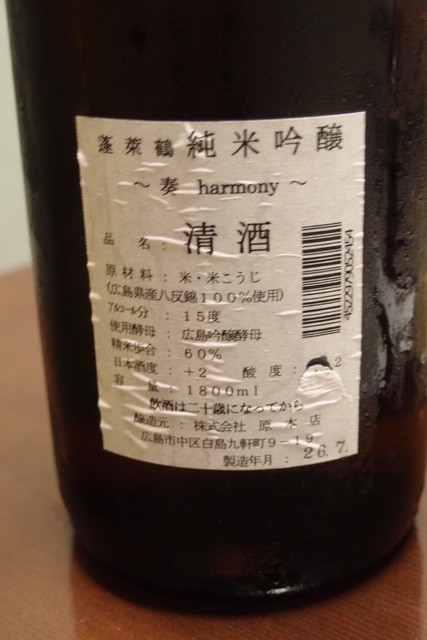 蓬莱鶴 純米吟醸
～奏 harmony～
品名： 清酒
原材料：米・米こうじ
(広島県産八反錦１００％使用)
ｱﾙｺｰﾙ分：１５度
使用酵母：広島吟醸酵母
精米歩合：６０％
日本酒度：＋２ 酸度：
容量：１８００ｍｌ
飲酒は二十歳になってから
醸造元：株式会社 原本店
広島市中区白島九軒町９－１９
製造年月：26.7.